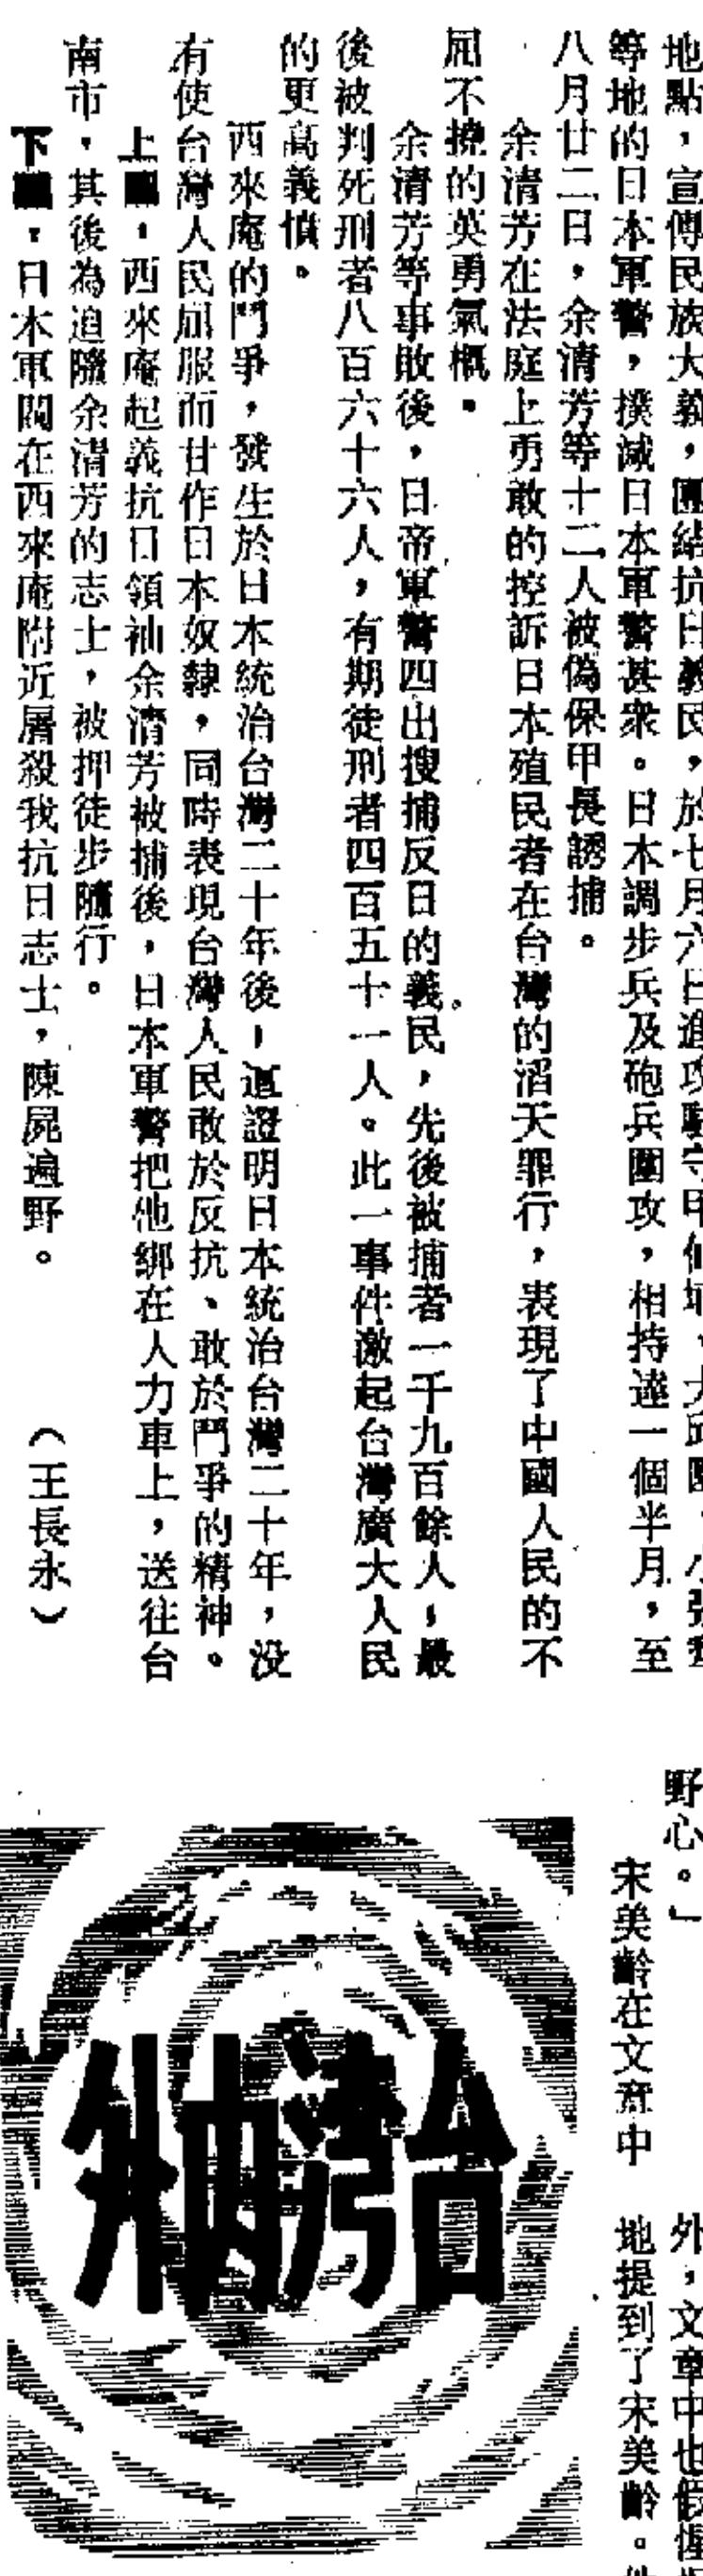 地點，宣傳民族大義，團結抗日義民，於七月六日進攻駐守甲仙埔、大邱園、小張犁
等地的日本軍警，撲滅日本軍警甚衆。日本調步兵及砲兵圍攻，相持達一個半月，至
八月廿二日，余清芳等十二人被偽保甲長誘捕。
余清芳在法庭上勇敢的控訴日本殖民者在台灣的滔天罪行，表現了中國人民的不
屈不撓的英勇氣概。
余清芳等事敗後，日帝軍警四出搜捕反日的義民，先後被捕者一千九百餘人，最
後被判死刑者八百六十六人，有期徒刑者四百五十一人。此一事件激起台灣廣大人民
的更高義憤。
西來庵的鬥爭，發生於日本統治台灣二十年後，這證明日本統治台灣二十年，没
有使台灣人民屈服而甘作日本奴隸，同時表現台灣人民敢於反抗、敢於鬥爭的精神。
上圖，西來庵起義抗日領袖余清芳被捕後，日本軍警把他綁在人力車上，送往台
南市，其後為追隨余清芳的志士，被押徒步隨行。
下圖，日本軍閥在西來庵附近屠殺我抗日志士，陳屍遍野。
（王長永）
野心。」
宋美齡在文章中
外，文章中也假惺
地提到了宋美齡。
台灣內外